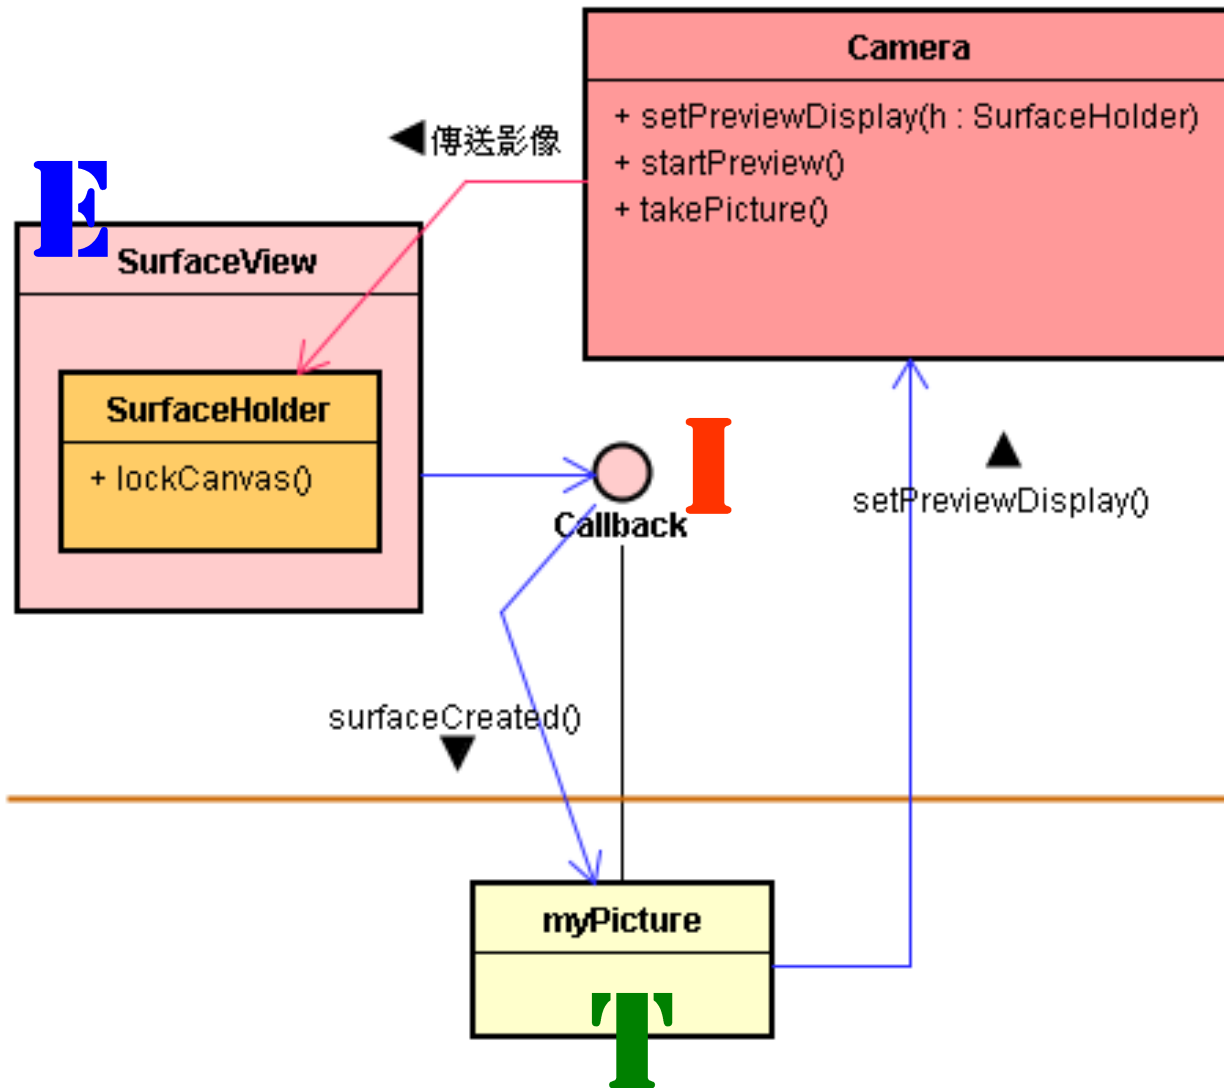 Camera
+ setPreviewDisplay(h : SurfaceHolder)
+ startPreview()
+ takePicture()
◀傳送影像
E
SurfaceView
SurfaceHolder
+ lockCanvas()
I
Callback
▲
setPreviewDisplay()
surfaceCreated()
▼
myPicture
T